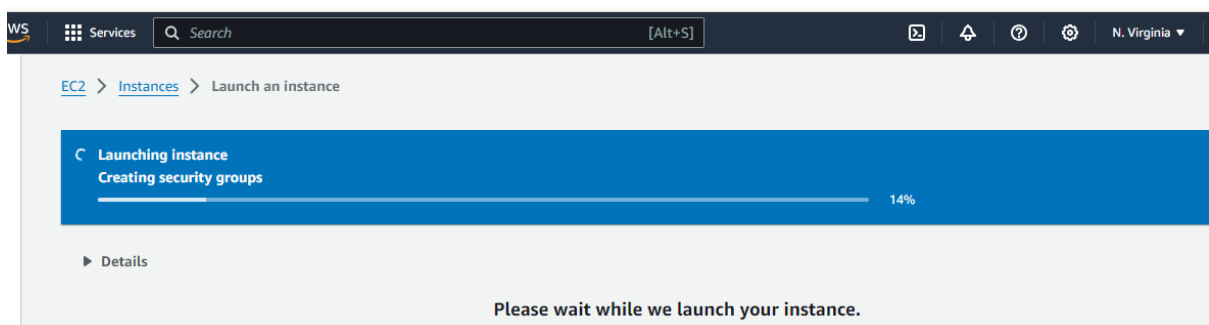 WS Services Search [Alt+S] N. Virginia
EC2 > Instances > Launch an instance
Launching instance
Creating security groups
14%
Details
Please wait while we launch your instance.